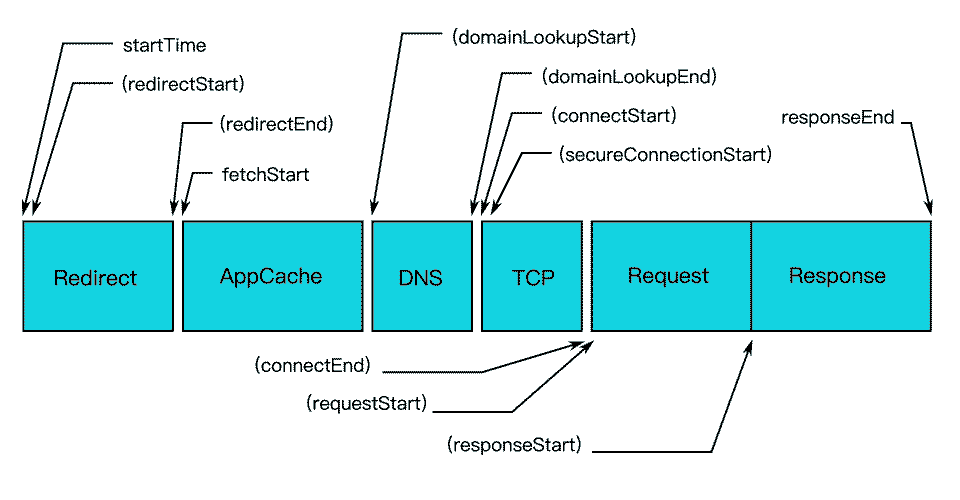 startTime
(redirectStart)
(redirectEnd)
fetchStart
(domainLookupStart)
(domainLookupEnd)
(connectStart)
(secureConnectionStart)
responseEnd
Redirect
AppCache
DNS
TCP
Request
Response
(connectEnd)
(requestStart)
(responseStart)